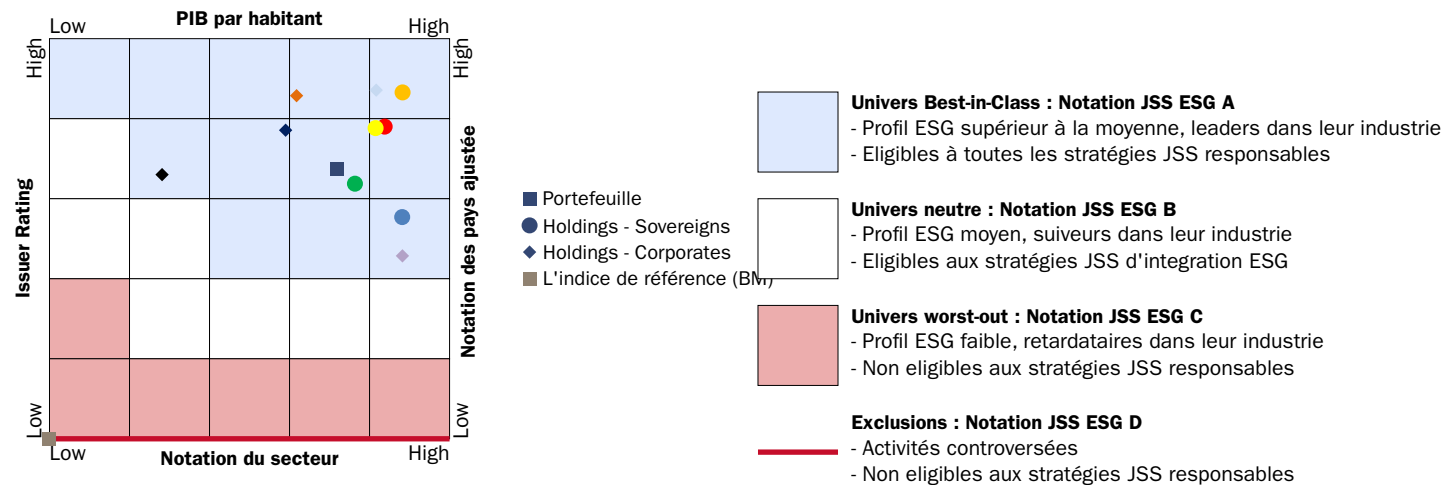 PIB par habitant
Low
High
High
High
Issuer Rating
Notation des pays ajustée
Low
Low
Low
High
Notation du secteur
Portefeuille
Holdings - Sovereigns
Holdings - Corporates
L'indice de référence (BM)
Univers Best-in-Class : Notation JSS ESG A
- Profil ESG supérieur à la moyenne, leaders dans leur industrie
- Eligibles à toutes les stratégies JSS responsables
Univers neutre : Notation JSS ESG B
- Profil ESG moyen, suiveurs dans leur industrie
- Eligibles aux stratégies JSS d'integration ESG
Univers worst-out : Notation JSS ESG C
- Profil ESG faible, retardataires dans leur industrie
- Non eligibles aux stratégies JSS responsables
Exclusions : Notation JSS ESG D
- Activités controversées
- Non eligibles aux stratégies JSS responsables